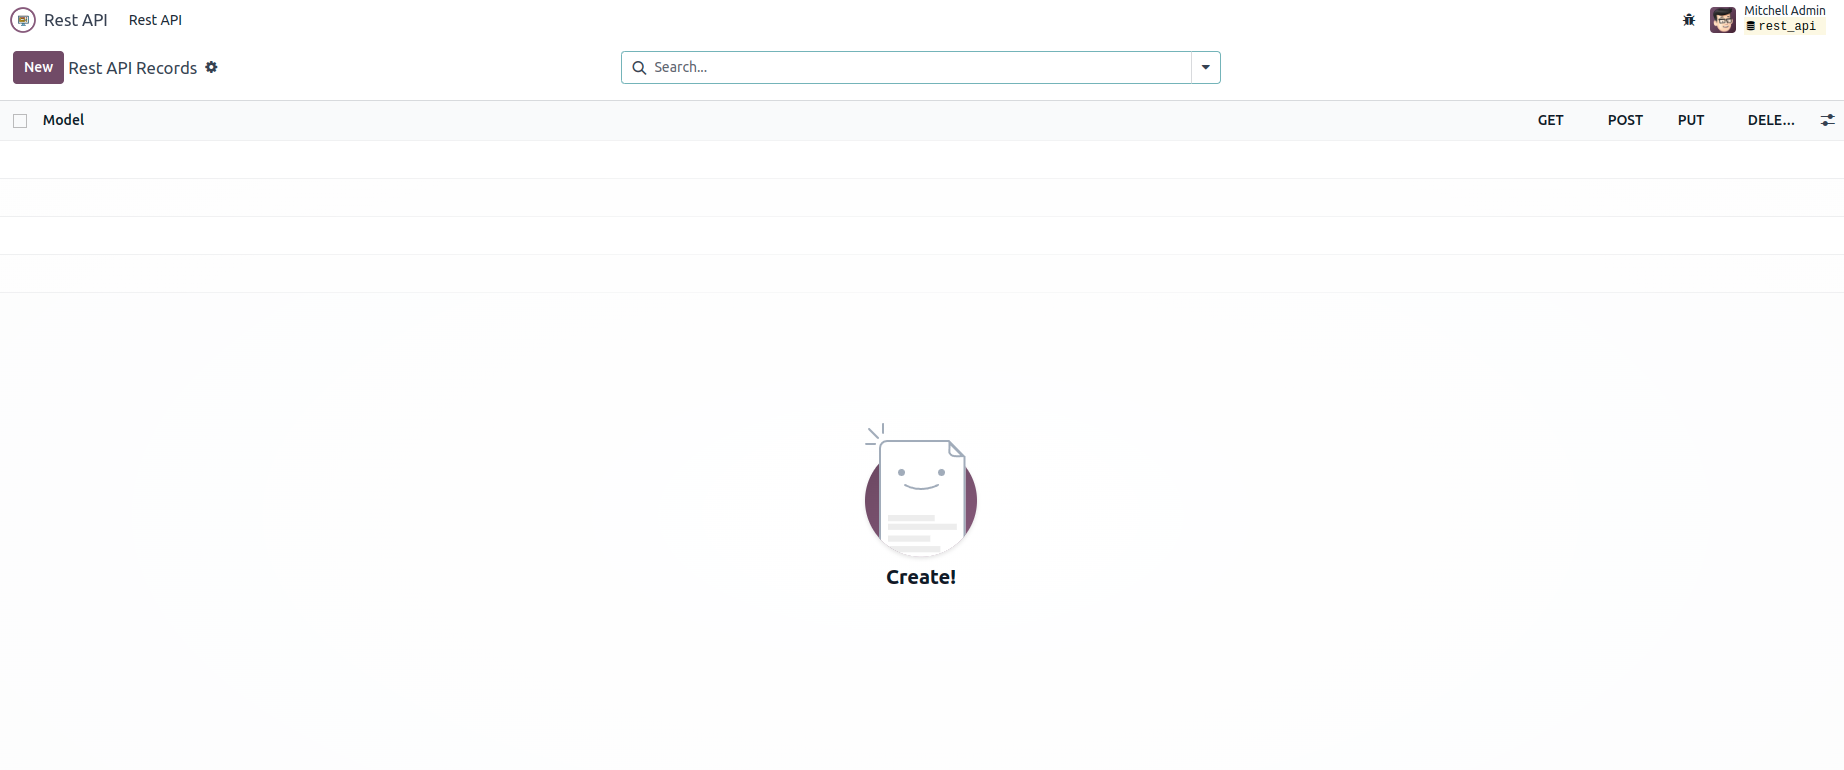 Rest API Rest API Mitchell Admin
rest_api
New Rest API Records Search...
Model GET POST PUT DELE...
Create!